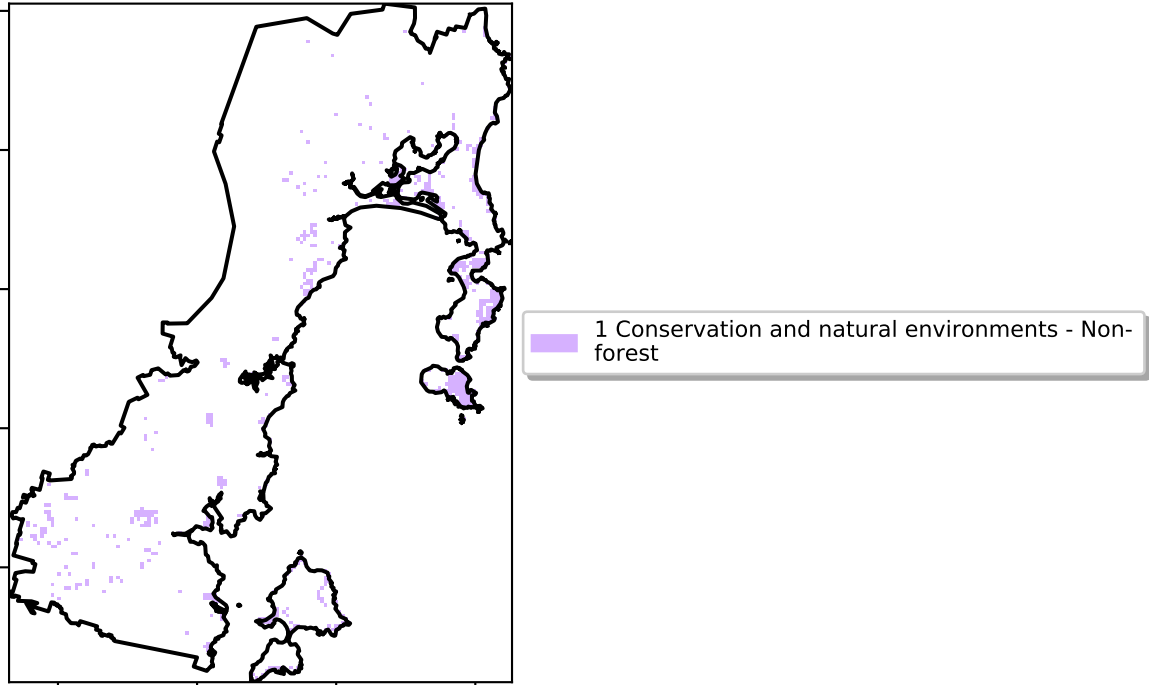 1 Conservation and natural environments - Non-
forest